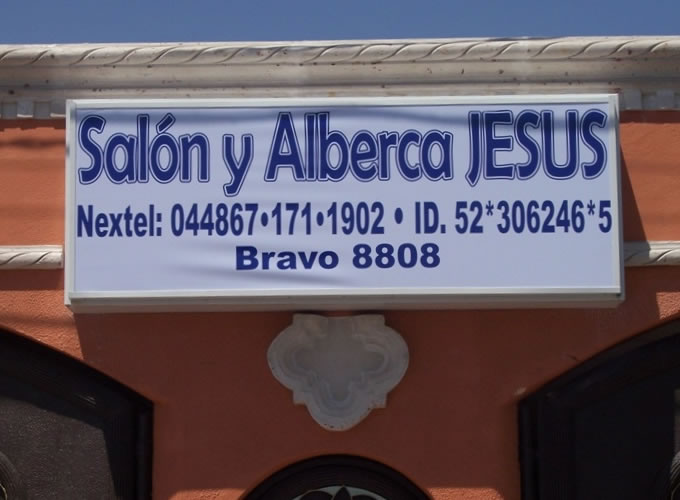 Salón y Alberca JESUS
Nextel: 044867•171•1902 • ID. 52*306246*5
Bravo 8808